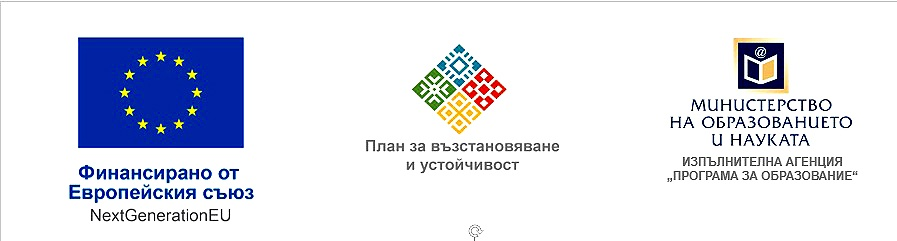 Финансирано от
Европейския съюз
NextGenerationEU
План за възстановяване
и устойчивост
@
МИНИСТЕРСТВО
НА ОБРАЗОВАНИЕТО
И НАУКАТА
ИЗПЪЛНИТЕЛНА АГЕНЦИЯ
„ПРОГРАМА ЗА ОБРАЗОВАНИЕ“